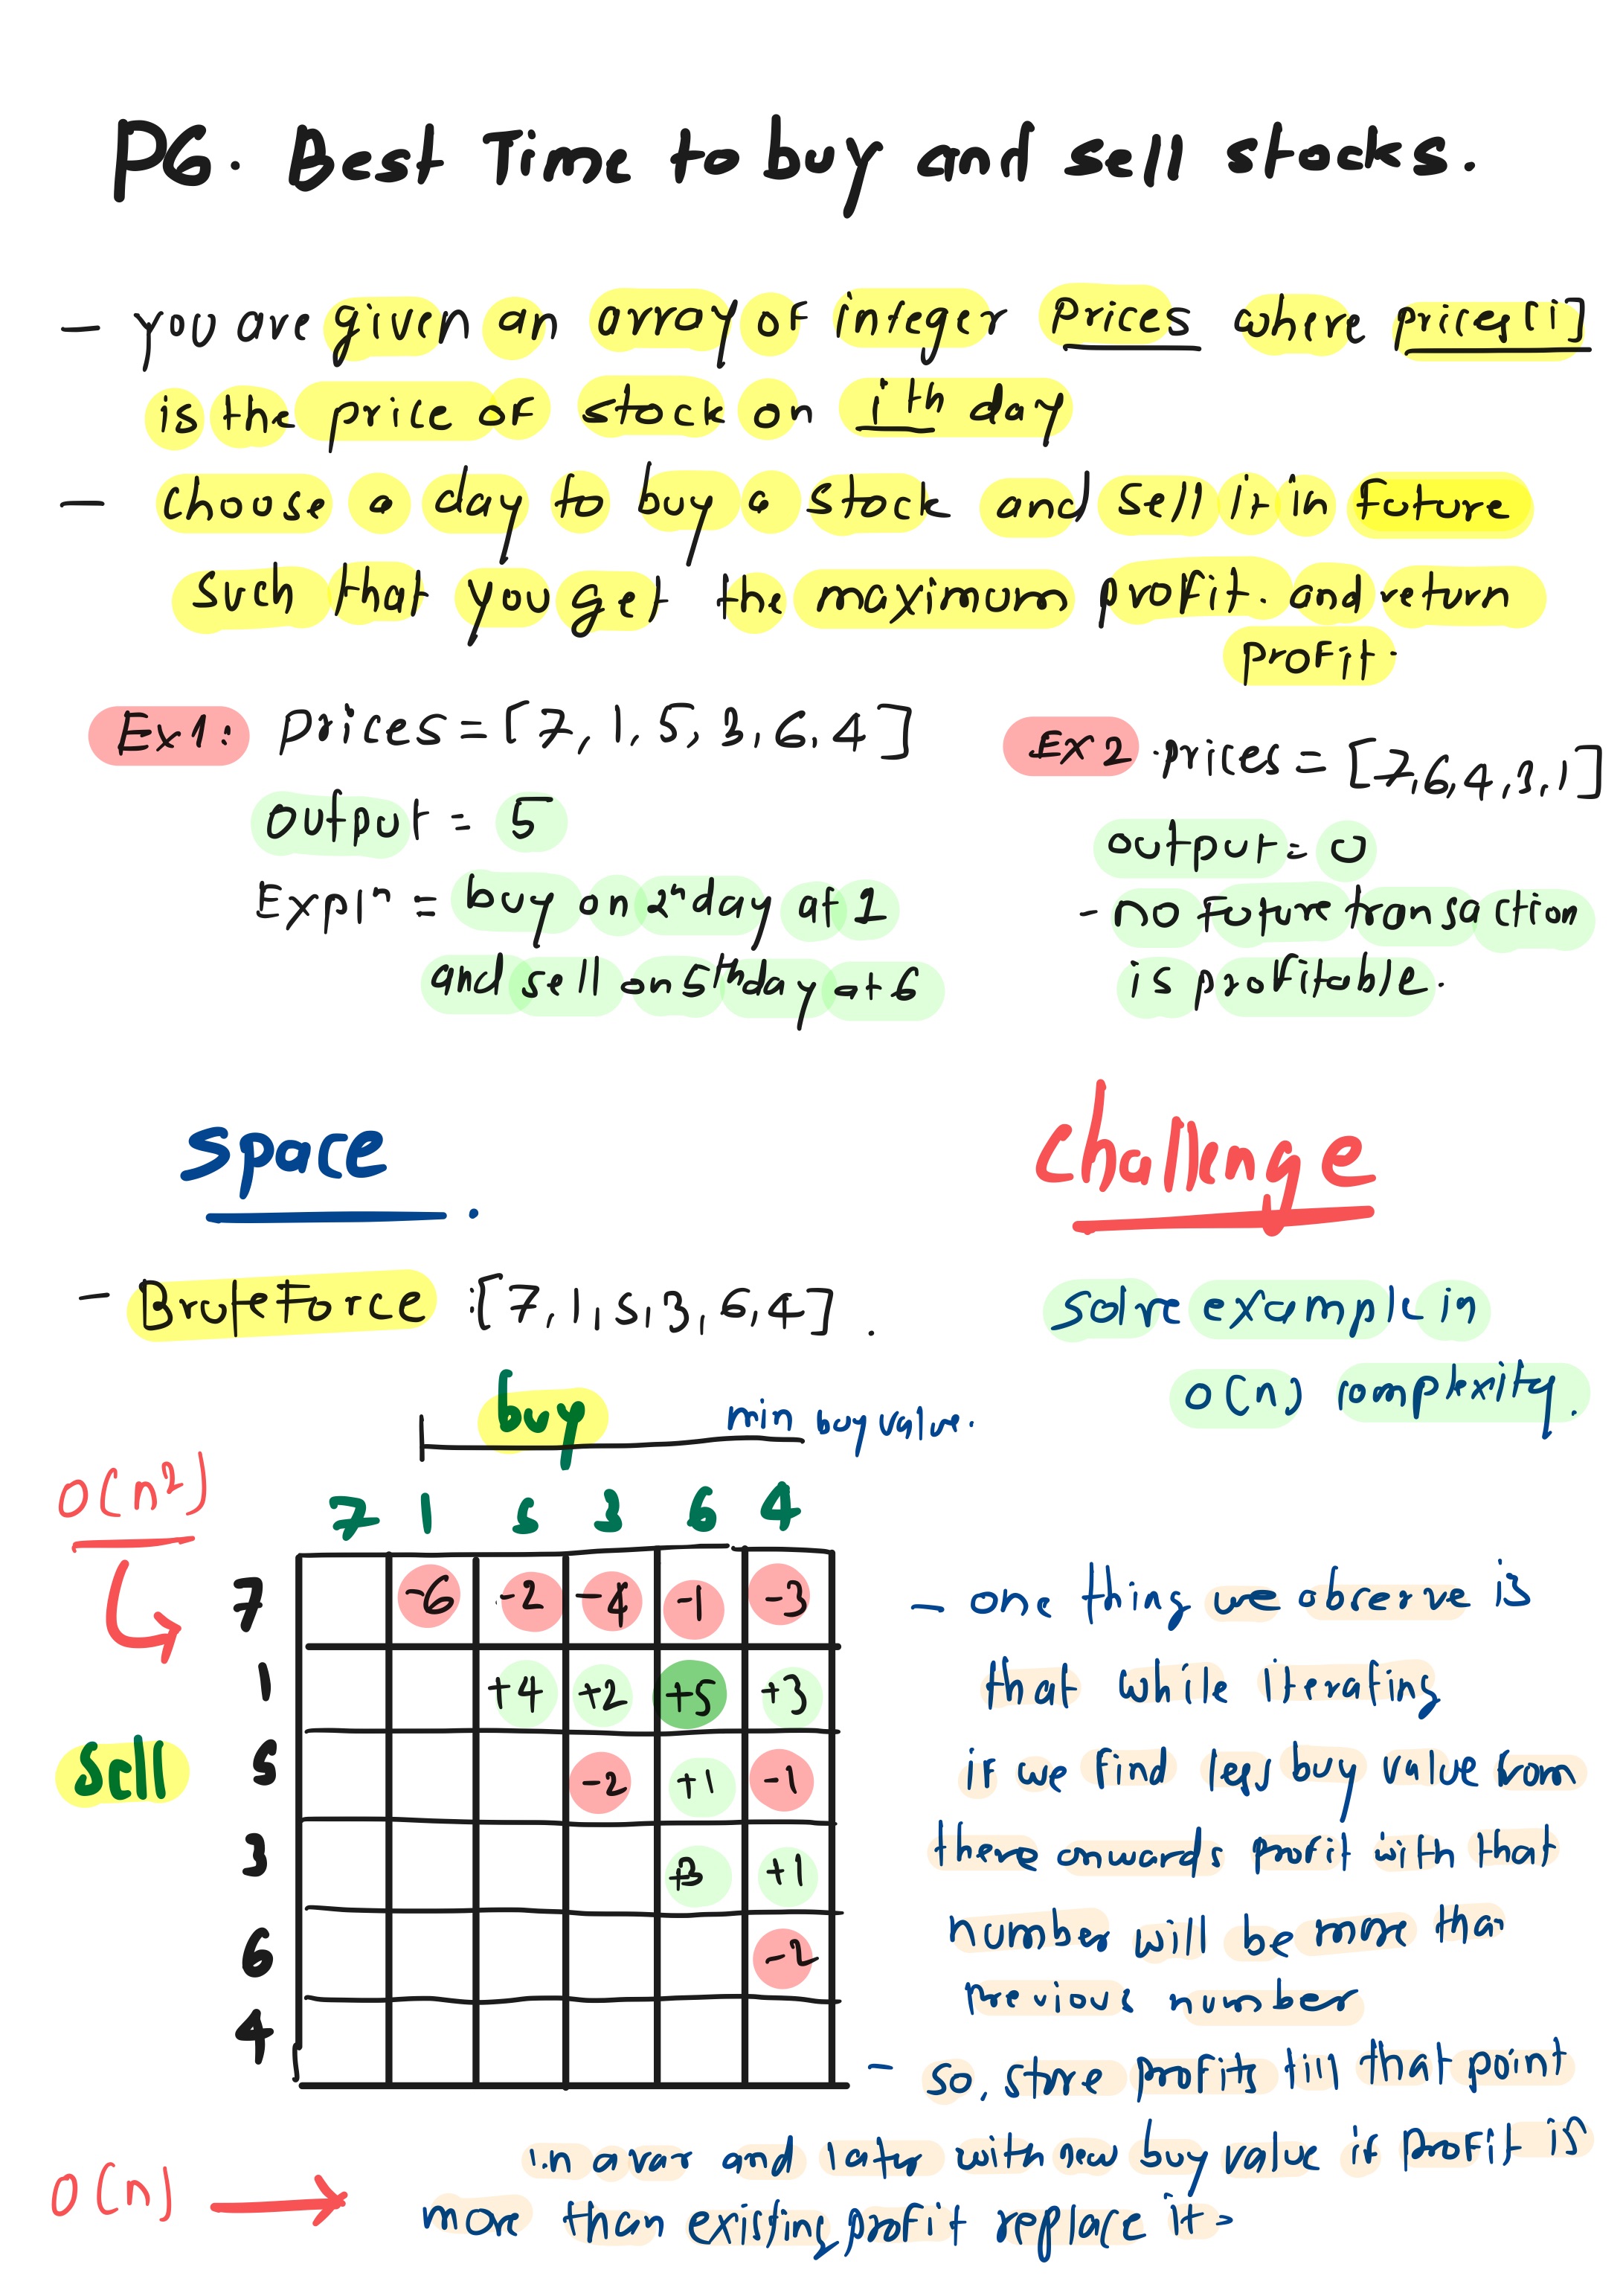 P6. Best Time to buy and sell stocks.
- you are given an array of integer prices where prices[i]
is the price of stock on ith day
- choose a day to buy a stock and sell it in future
such that you get the maximum profit. and return
profit.
Ex1: prices = [7, 1, 5, 3, 6, 4]
output = 5
Expln = buy on 2n day at 1
and sell on 5th day at 6
Ex2 prices = [7,6,4,3,1]
output = 0
- no future transaction
is profitable.
space.
- BruteForce :[7, 1, 5, 3, 6, 4].
challenge
solve example in
O(n) complexity.
buy
min buy value.
O(n²)
7 1 5 3 6 4
7 -6 -2 -4 -1 -3
1 +4 +2 +5 +3
sell
5 -2 +1 -1
3 +3 +1
6 -2
4
- one thing we observe is
that while iterating
if we find less buy value from
there onwards profit with that
number will be more than
previous number
- so, store profits till that point
in a var and later with new buy value if profit is
more than existing profit replace it.
O(n) →